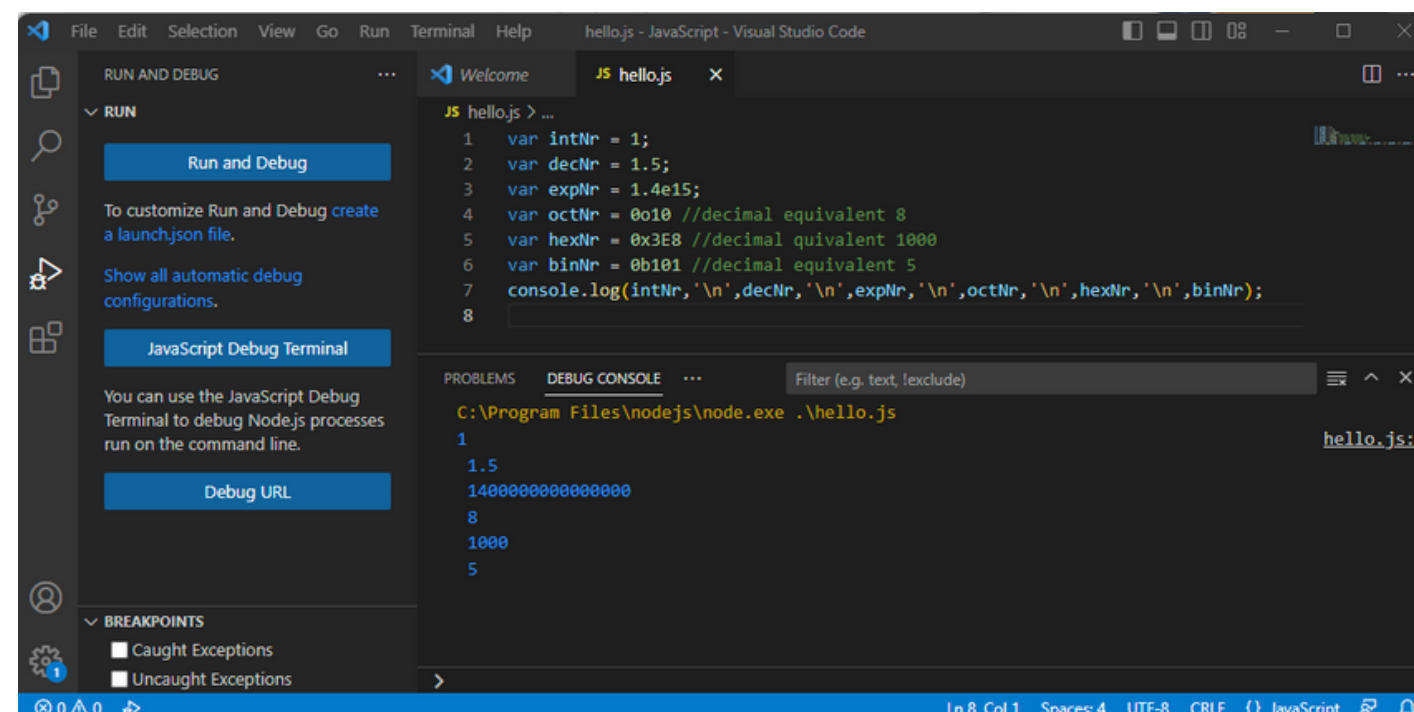 File Edit Selection View Go Run Terminal Help hello.js - JavaScript - Visual Studio Code
RUN AND DEBUG ...
RUN
Run and Debug
To customize Run and Debug create
a launch.json file.
Show all automatic debug
configurations.
JavaScript Debug Terminal
You can use the JavaScript Debug
Terminal to debug Node.js processes
run on the command line.
Debug URL
BREAKPOINTS
Caught Exceptions
Uncaught Exceptions
Welcome JS hello.js ...
JS hello.js > ...
1 var intNr = 1;
2 var decNr = 1.5;
3 var expNr = 1.4e15;
4 var octNr = 0o10 //decimal equivalent 8
5 var hexNr = 0x3E8 //decimal quivalent 1000
6 var binNr = 0b101 //decimal equivalent 5
7 console.log(intNr,'\n',decNr,'\n',expNr,'\n',octNr,'\n',hexNr,'\n',binNr);
8
PROBLEMS DEBUG CONSOLE ... Filter (e.g. text, !exclude)
C:\Program Files\nodejs\node.exe .\hello.js
1 hello.js:
1.5
1400000000000000
8
1000
5
>
1
0 0 Ln 8, Col 1 Spaces: 4 UTF-8 CRLF {} JavaScript